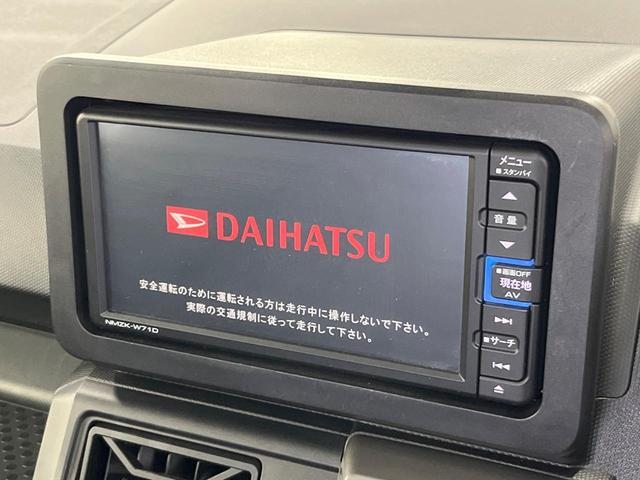 DAIHATSU
安全運転のために運転される方は走行中に操作しないで下さい。
実際の交通規制に従って走行して下さい。
NMZK-W71D
メニュー
■ スタンバイ
▲
音量
▼
■ 画面OFF
現在地
AV
▶▶|
■ サーチ
|◀◀
⏏